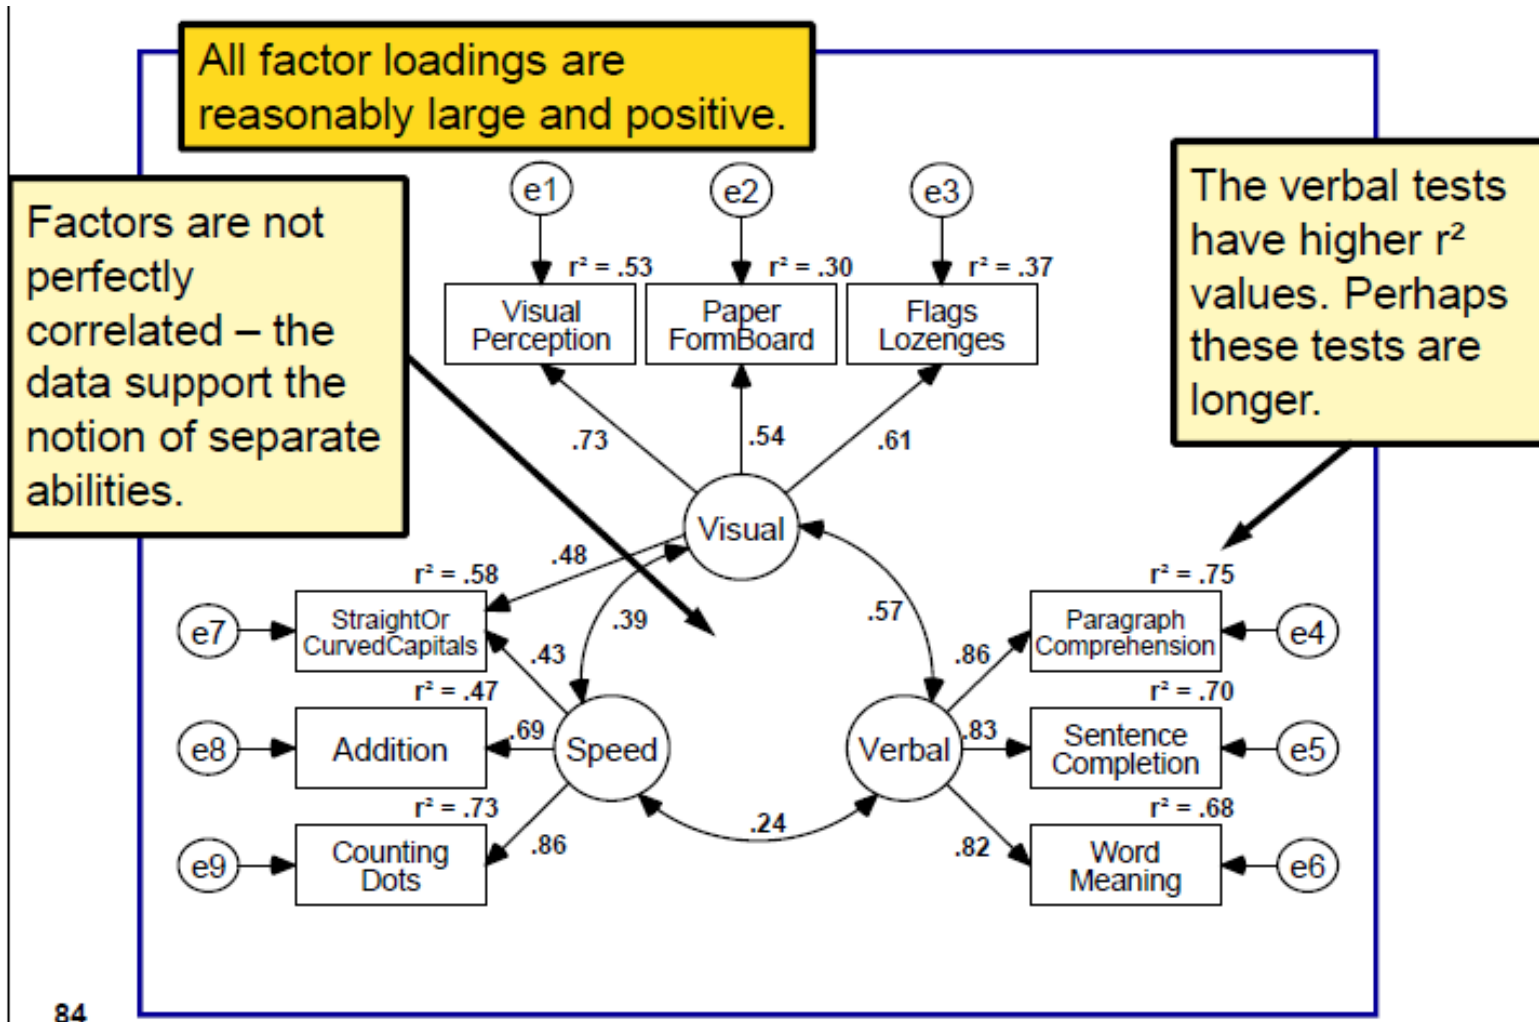 All factor loadings are
reasonably large and positive.
Factors are not
perfectly
correlated – the
data support the
notion of separate
abilities.
The verbal tests
have higher r²
values. Perhaps
these tests are
longer.
e1
e2
e3
r² = .53
r² = .30
r² = .37
Visual
Perception
Paper
FormBoard
Flags
Lozenges
.73
.54
.61
Visual
.48
.39
.57
r² = .58
e7
StraightOr
CurvedCapitals
.43
r² = .47
e8
Addition
.69
Speed
r² = .73
e9
Counting
Dots
.86
.24
Verbal
r² = .75
.86
Paragraph
Comprehension
e4
r² = .70
.83
Sentence
Completion
e5
r² = .68
.82
Word
Meaning
e6
84